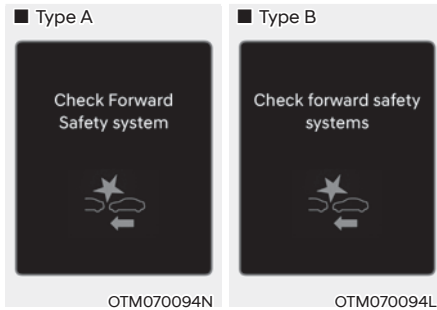 ■ Type A
Check Forward
Safety system
OTM070094N
■ Type B
Check forward safety
systems
OTM070094L